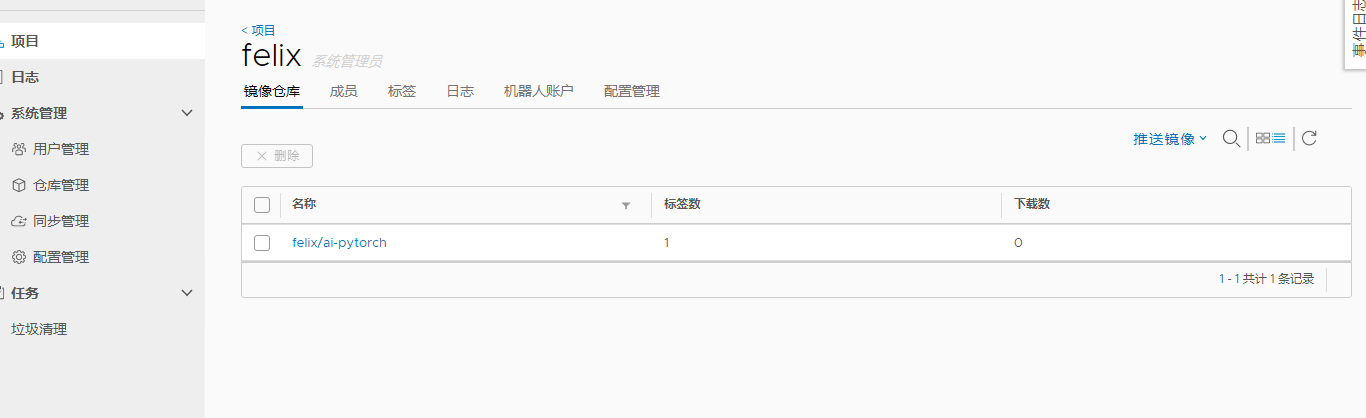 项目
日志
系统管理
用户管理
仓库管理
同步管理
配置管理
任务
垃圾清理
< 项目
felix 系统管理员
镜像仓库 成员 标签 日志 机器人账户 配置管理
推送镜像
× 删除
名称 标签数 下载数
felix/ai-pytorch 1 0
1 - 1 共计 1 条记录
事件日志